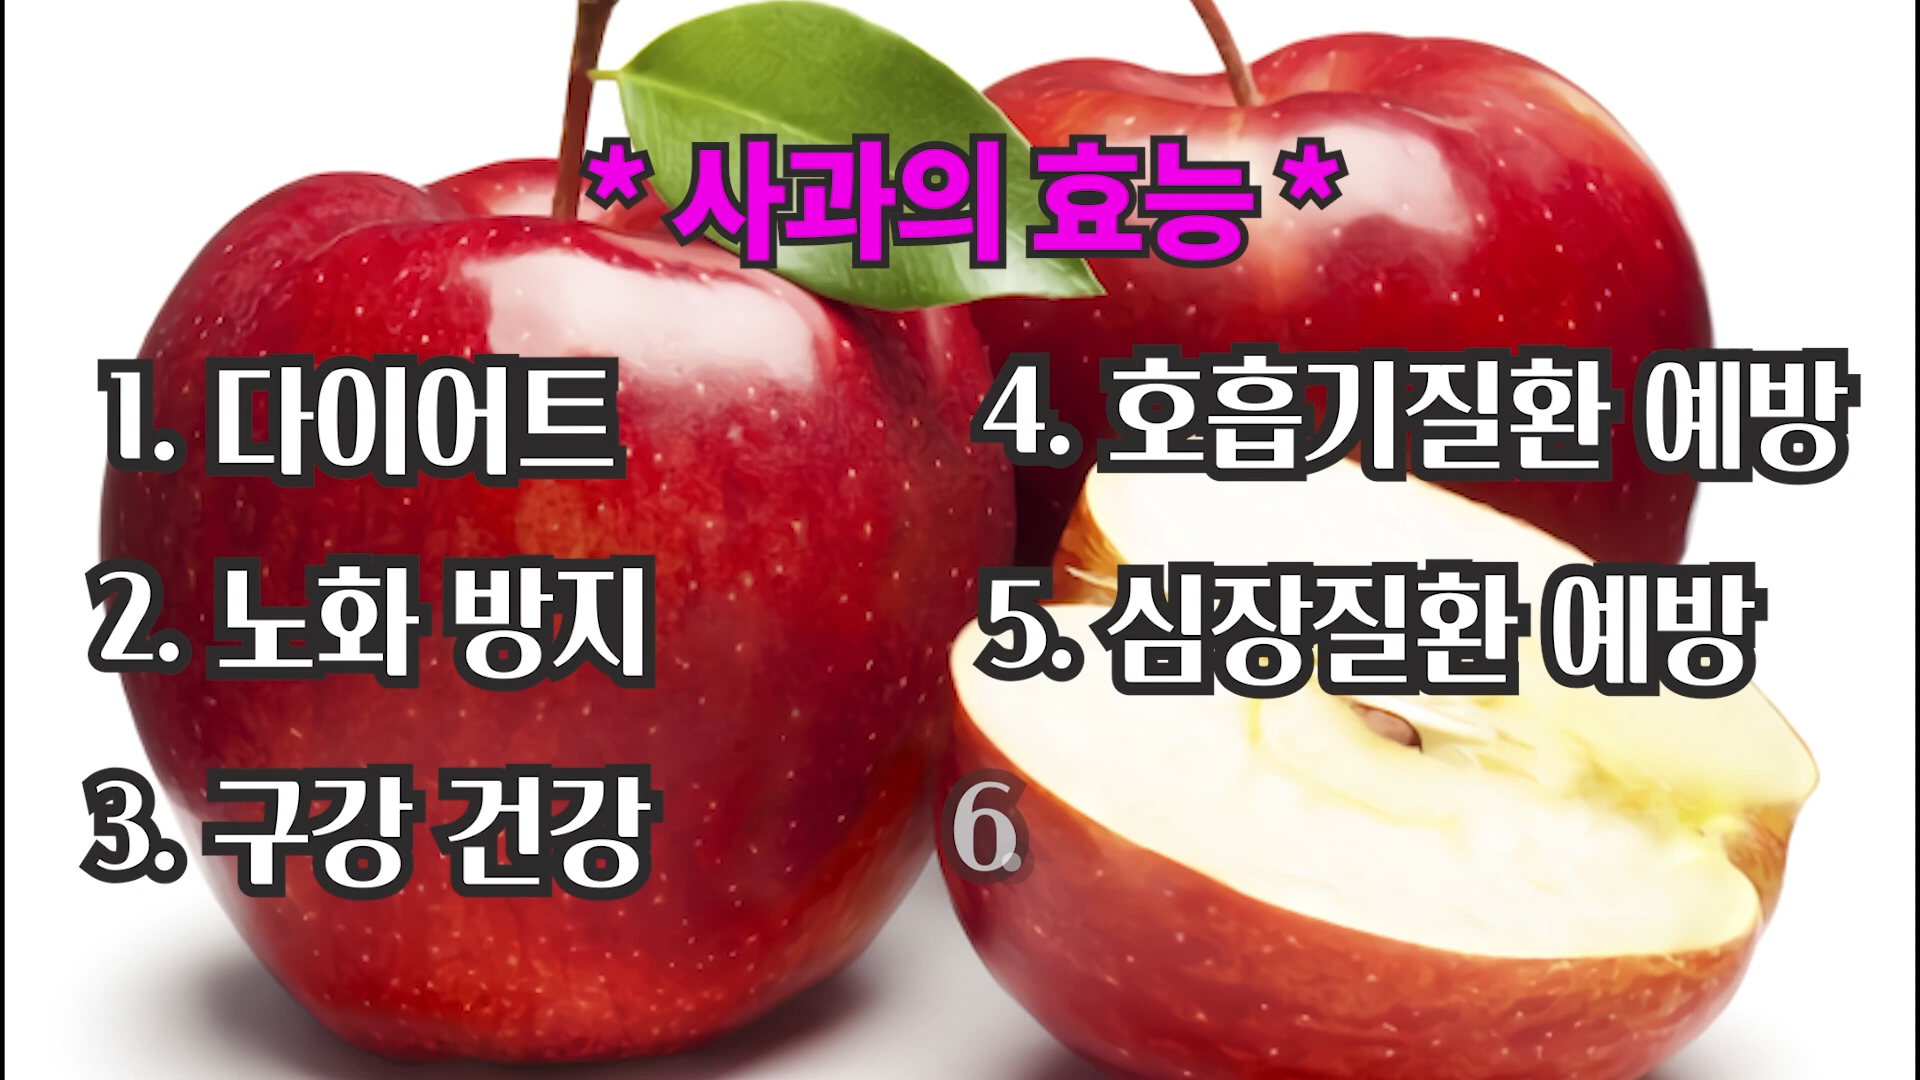 * 사과의 효능 *
1. 다이어트
2. 노화 방지
3. 구강 건강
4. 호흡기질환 예방
5. 심장질환 예방
6.